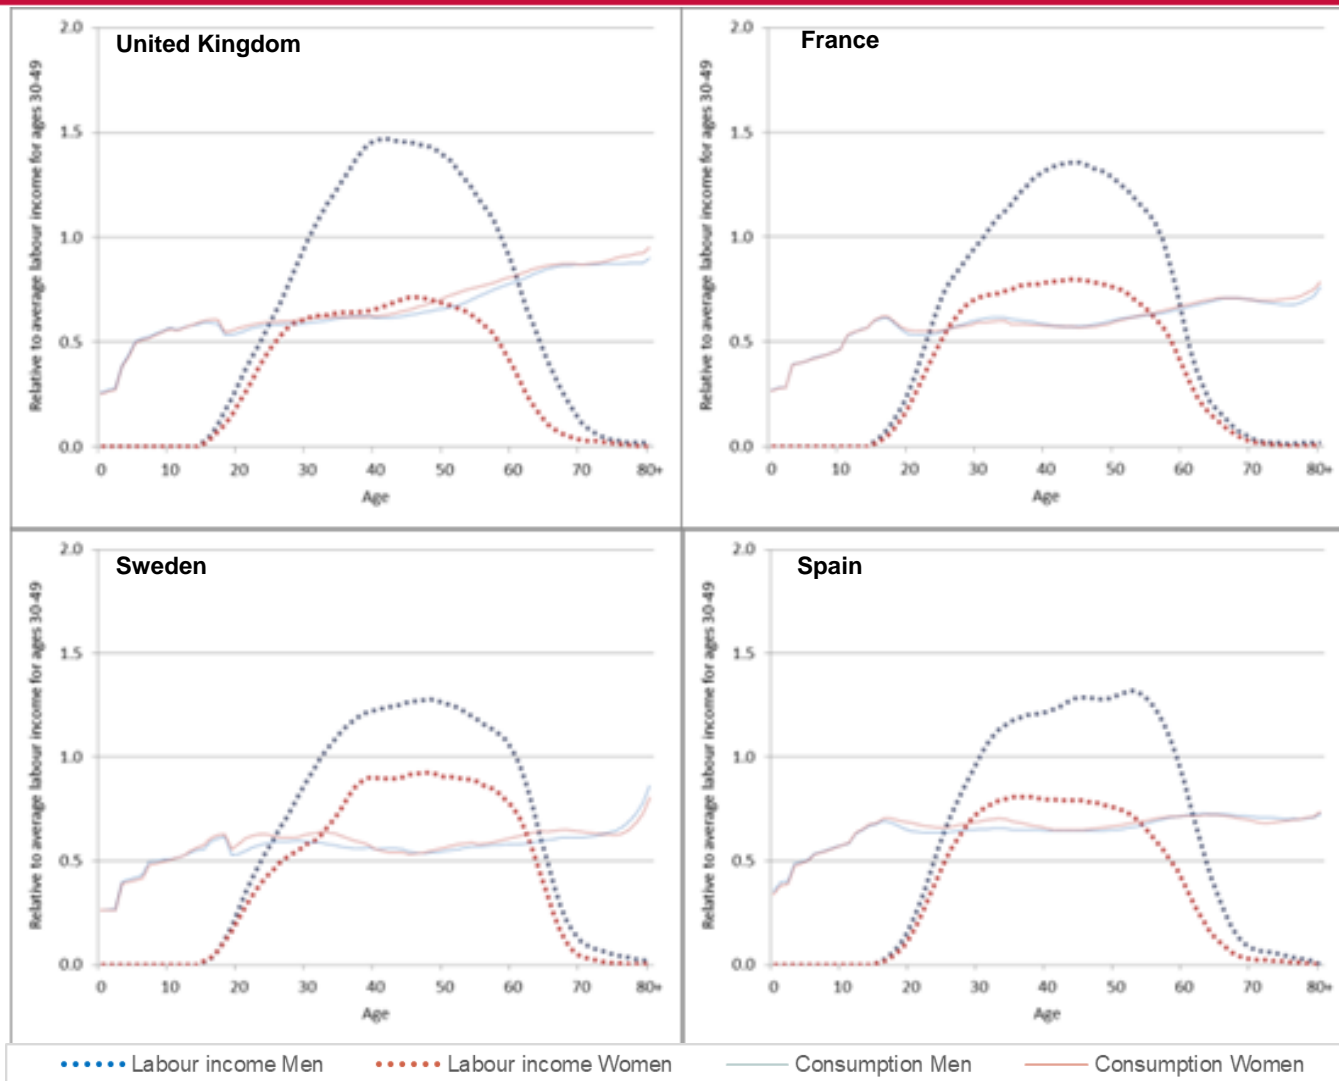 United Kingdom
Relative to average labour income for ages 30-49
2.0
1.5
1.0
0.5
0.0
0 10 20 30 40 50 60 70 80+
Age
France
Relative to average labour income for ages 30-49
2.0
1.5
1.0
0.5
0.0
0 10 20 30 40 50 60 70 80+
Age
Sweden
Relative to average labour income for ages 30-49
2.0
1.5
1.0
0.5
0.0
0 10 20 30 40 50 60 70 80+
Age
Spain
Relative to average labour income for ages 30-49
2.0
1.5
1.0
0.5
0.0
0 10 20 30 40 50 60 70 80+
Age
Labour income Men Labour income Women Consumption Men Consumption Women